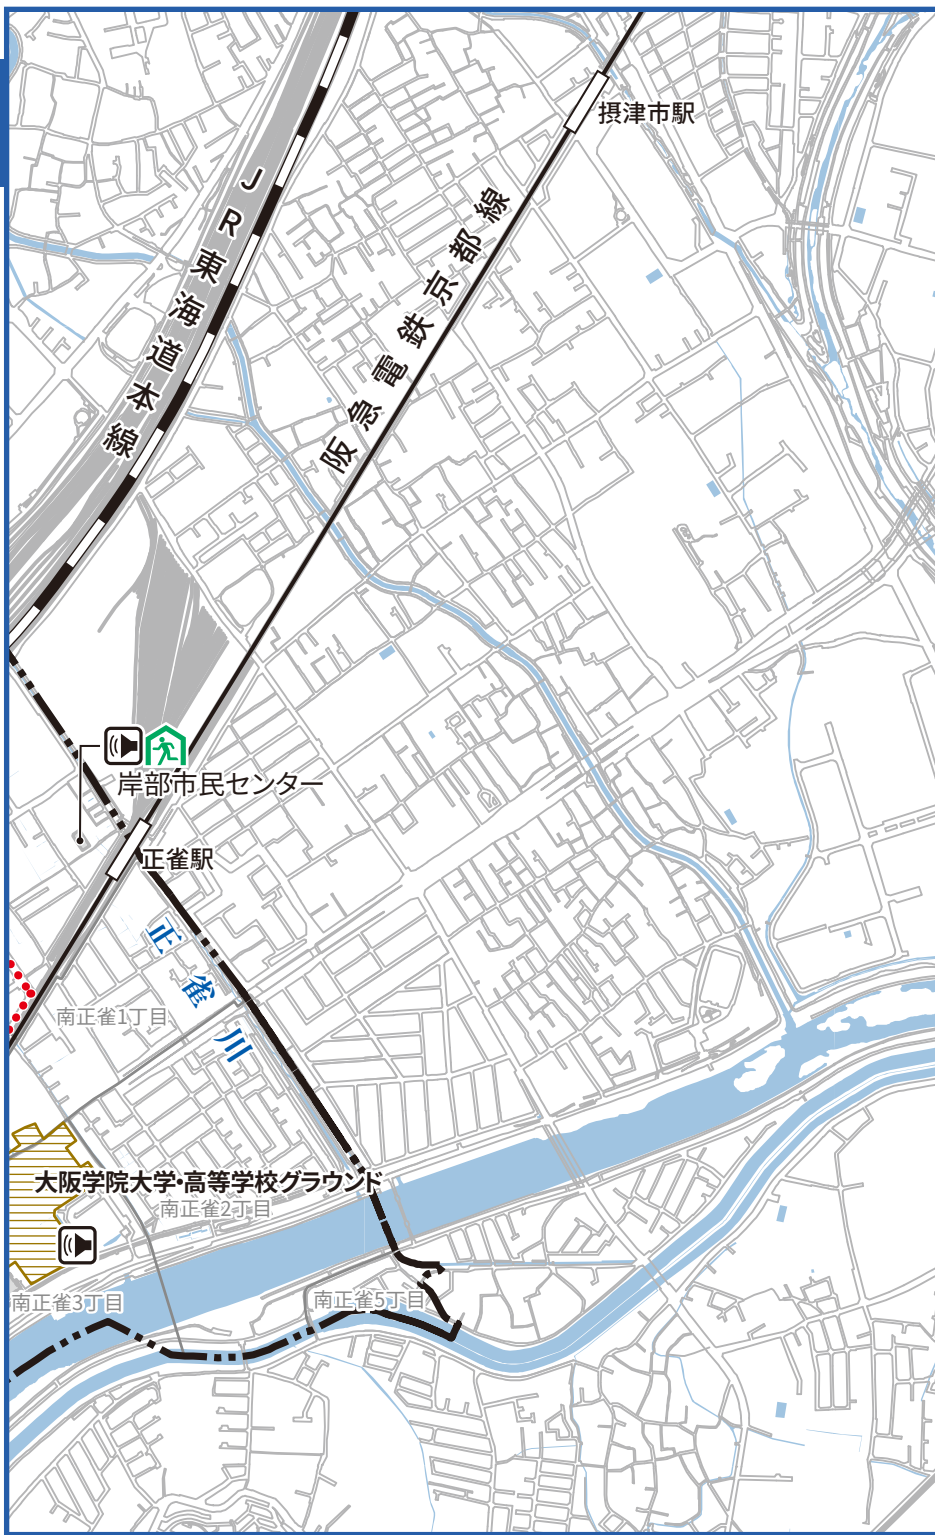 摂津市駅
JR東海道本線
阪急電鉄京都線
岸部市民センター
正雀駅
正雀川
南正雀1丁目
大阪学院大学・高等学校グラウンド
南正雀2丁目
南正雀3丁目
南正雀5丁目